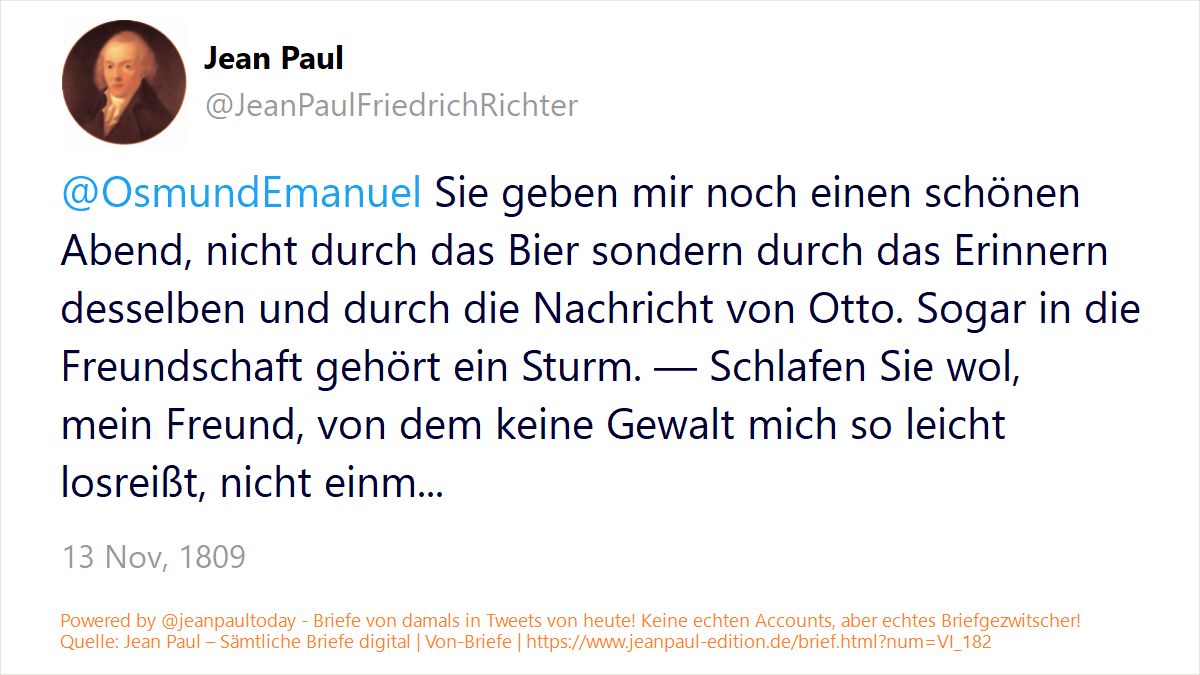 Jean Paul
@JeanPaulFriedrichRichter
@OsmundEmanuel Sie geben mir noch einen schönen
Abend, nicht durch das Bier sondern durch das Erinnern
desselben und durch die Nachricht von Otto. Sogar in die
Freundschaft gehört ein Sturm. — Schlafen Sie wol,
mein Freund, von dem keine Gewalt mich so leicht
losreißt, nicht einm...
13 Nov, 1809
Powered by @jeanpaultoday - Briefe von damals in Tweets von heute! Keine echten Accounts, aber echtes Briefgezwitscher!
Quelle: Jean Paul – Sämtliche Briefe digital | Von-Briefe | https://www.jeanpaul-edition.de/brief.html?num=VI_182